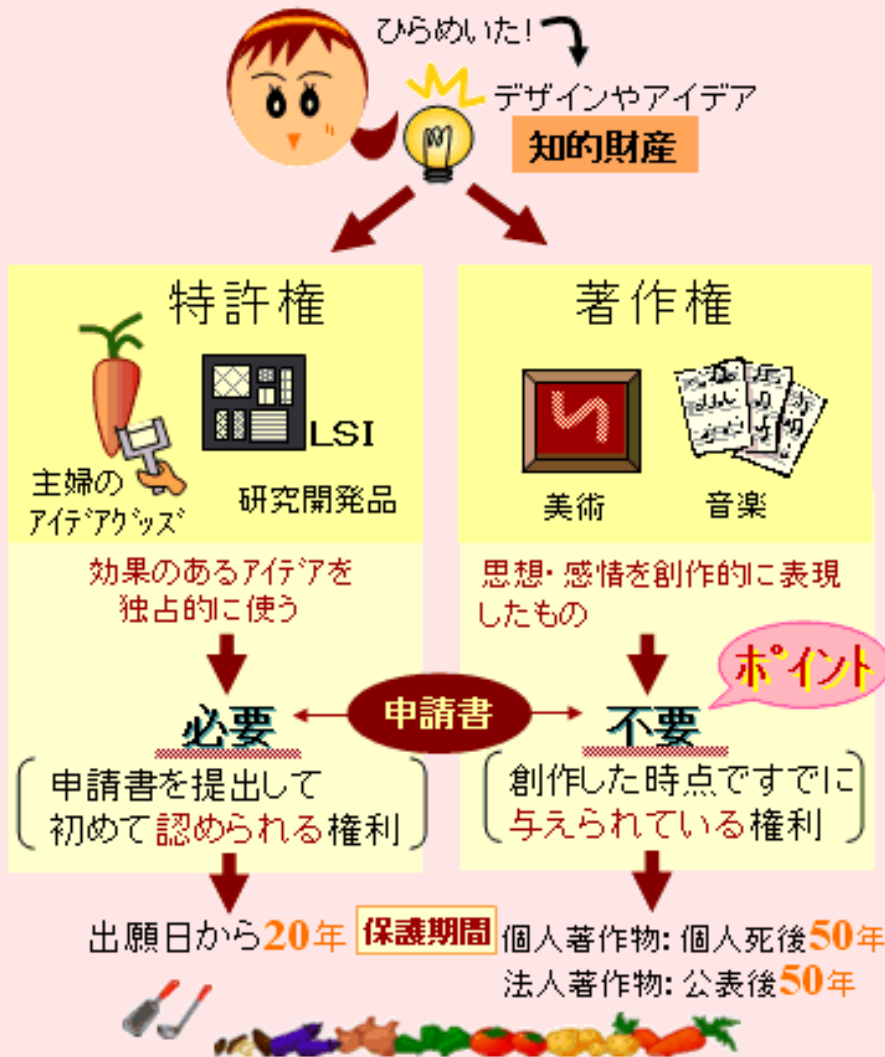 ひらめいた!
デザインやアイデア
知的財産
特許権
LSI
主婦の
アイデアグッズ
研究開発品
効果のあるアイデアを
独占的に使う
必要
申請書を提出して
初めて認められる権利
出願日から20年
著作権
美術
音楽
思想・感情を創作的に表現
したもの
ポイント
申請書
不要
創作した時点ですでに
与えられている権利
保護期間
個人著作物: 個人死後50年
法人著作物: 公表後50年